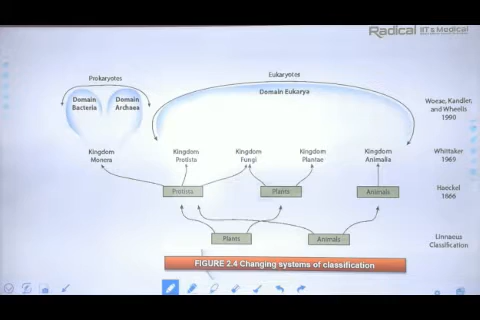 Radical IIT & Medical
Eukaryotes
Prokaryotes
Domain Eukarya
Domain
Bacteria
Domain
Archaea
Woese, Kandler,
and Wheelis
1990
Kingdom
Monera
Kingdom
Protista
Kingdom
Fungi
Kingdom
Plantae
Kingdom
Animalia
Whittaker
1969
Protista
Plants
Animals
Haeckel
1866
Plants
Animals
Linnaeus
Classification
FIGURE 2.4 Changing systems of classification